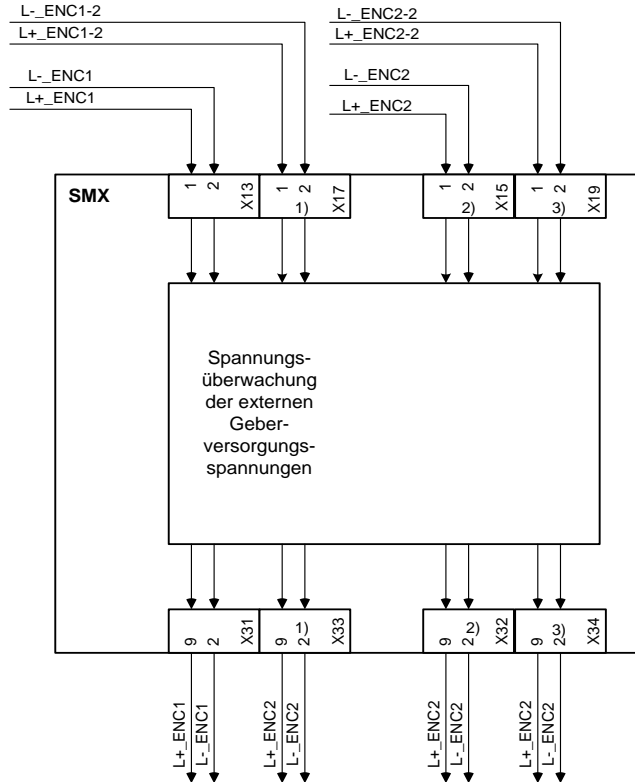 L-_ENC1-2
L+_ENC1-2
L-_ENC2-2
L+_ENC2-2
L-_ENC1
L+_ENC1
L-_ENC2
L+_ENC2
SMX
1 2 X13
1 2 1) X17
1 2 2) X15
1 2 3) X19
Spannungs-
überwachung
der externen
Geber-
versorgungs-
spannungen
9 2 X31
9 2 1) X33
9 2 2) X32
9 2 3) X34
L+_ENC1
L-_ENC1
L+_ENC2
L-_ENC2
L+_ENC2
L-_ENC2
L+_ENC2
L-_ENC2